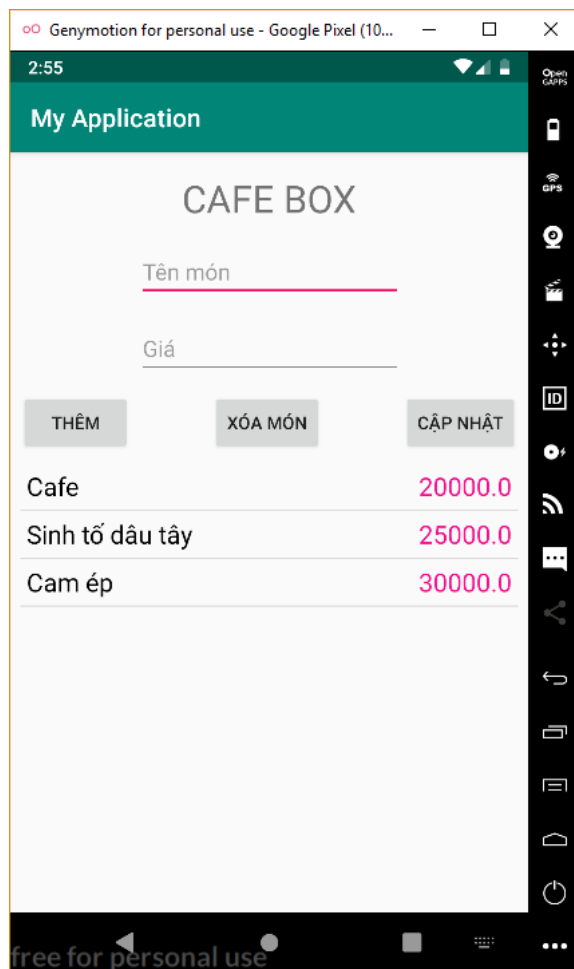 Genymotion for personal use - Google Pixel (10...
2:55
Open
GAPPS
My Application
GPS
CAFE BOX
Tên món
Giá
ID
THÊM XÓA MÓN CẬP NHẬT
Cafe 20000.0
Sinh tố dâu tây 25000.0
Cam ép 30000.0
free for personal use